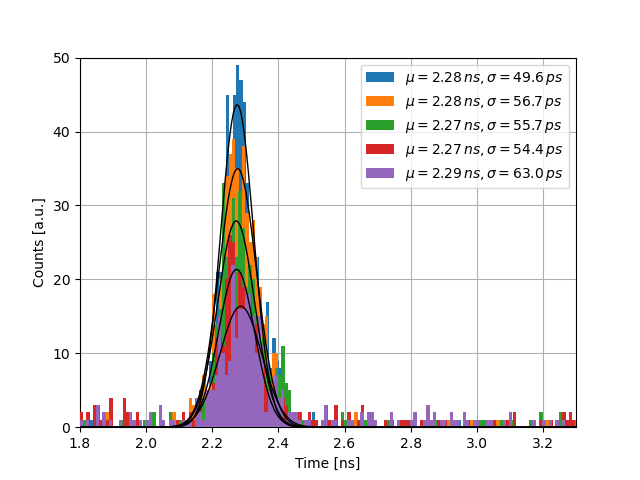 50
40
30
20
10
0
Counts [a.u.]
μ = 2.28 ns, σ = 49.6 ps
μ = 2.28 ns, σ = 56.7 ps
μ = 2.27 ns, σ = 55.7 ps
μ = 2.27 ns, σ = 54.4 ps
μ = 2.29 ns, σ = 63.0 ps
1.8 2.0 2.2 2.4 2.6 2.8 3.0 3.2
Time [ns]